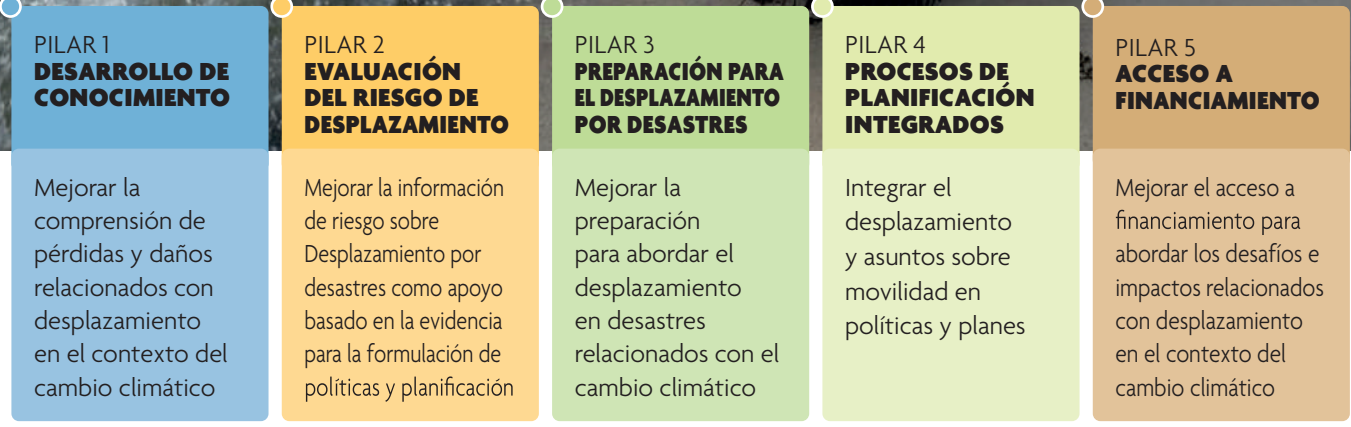 PILAR 1
DESARROLLO DE
CONOCIMIENTO
Mejorar la
comprensión de
pérdidas y daños
relacionados con
desplazamiento
en el contexto del
cambio climático
PILAR 2
EVALUACIÓN
DEL RIESGO DE
DESPLAZAMIENTO
Mejorar la información
de riesgo sobre
Desplazamiento por
desastres como apoyo
basado en la evidencia
para la formulación de
políticas y planificación
PILAR 3
PREPARACIÓN PARA
EL DESPLAZAMIENTO
POR DESASTRES
Mejorar la
preparación
para abordar el
desplazamiento
en desastres
relacionados con el
cambio climático
PILAR 4
PROCESOS DE
PLANIFICACIÓN
INTEGRADOS
Integrar el
desplazamiento
y asuntos sobre
movilidad en
políticas y planes
PILAR 5
ACCESO A
FINANCIAMIENTO
Mejorar el acceso a
financiamiento para
abordar los desafíos e
impactos relacionados
con desplazamiento
en el contexto del
cambio climático